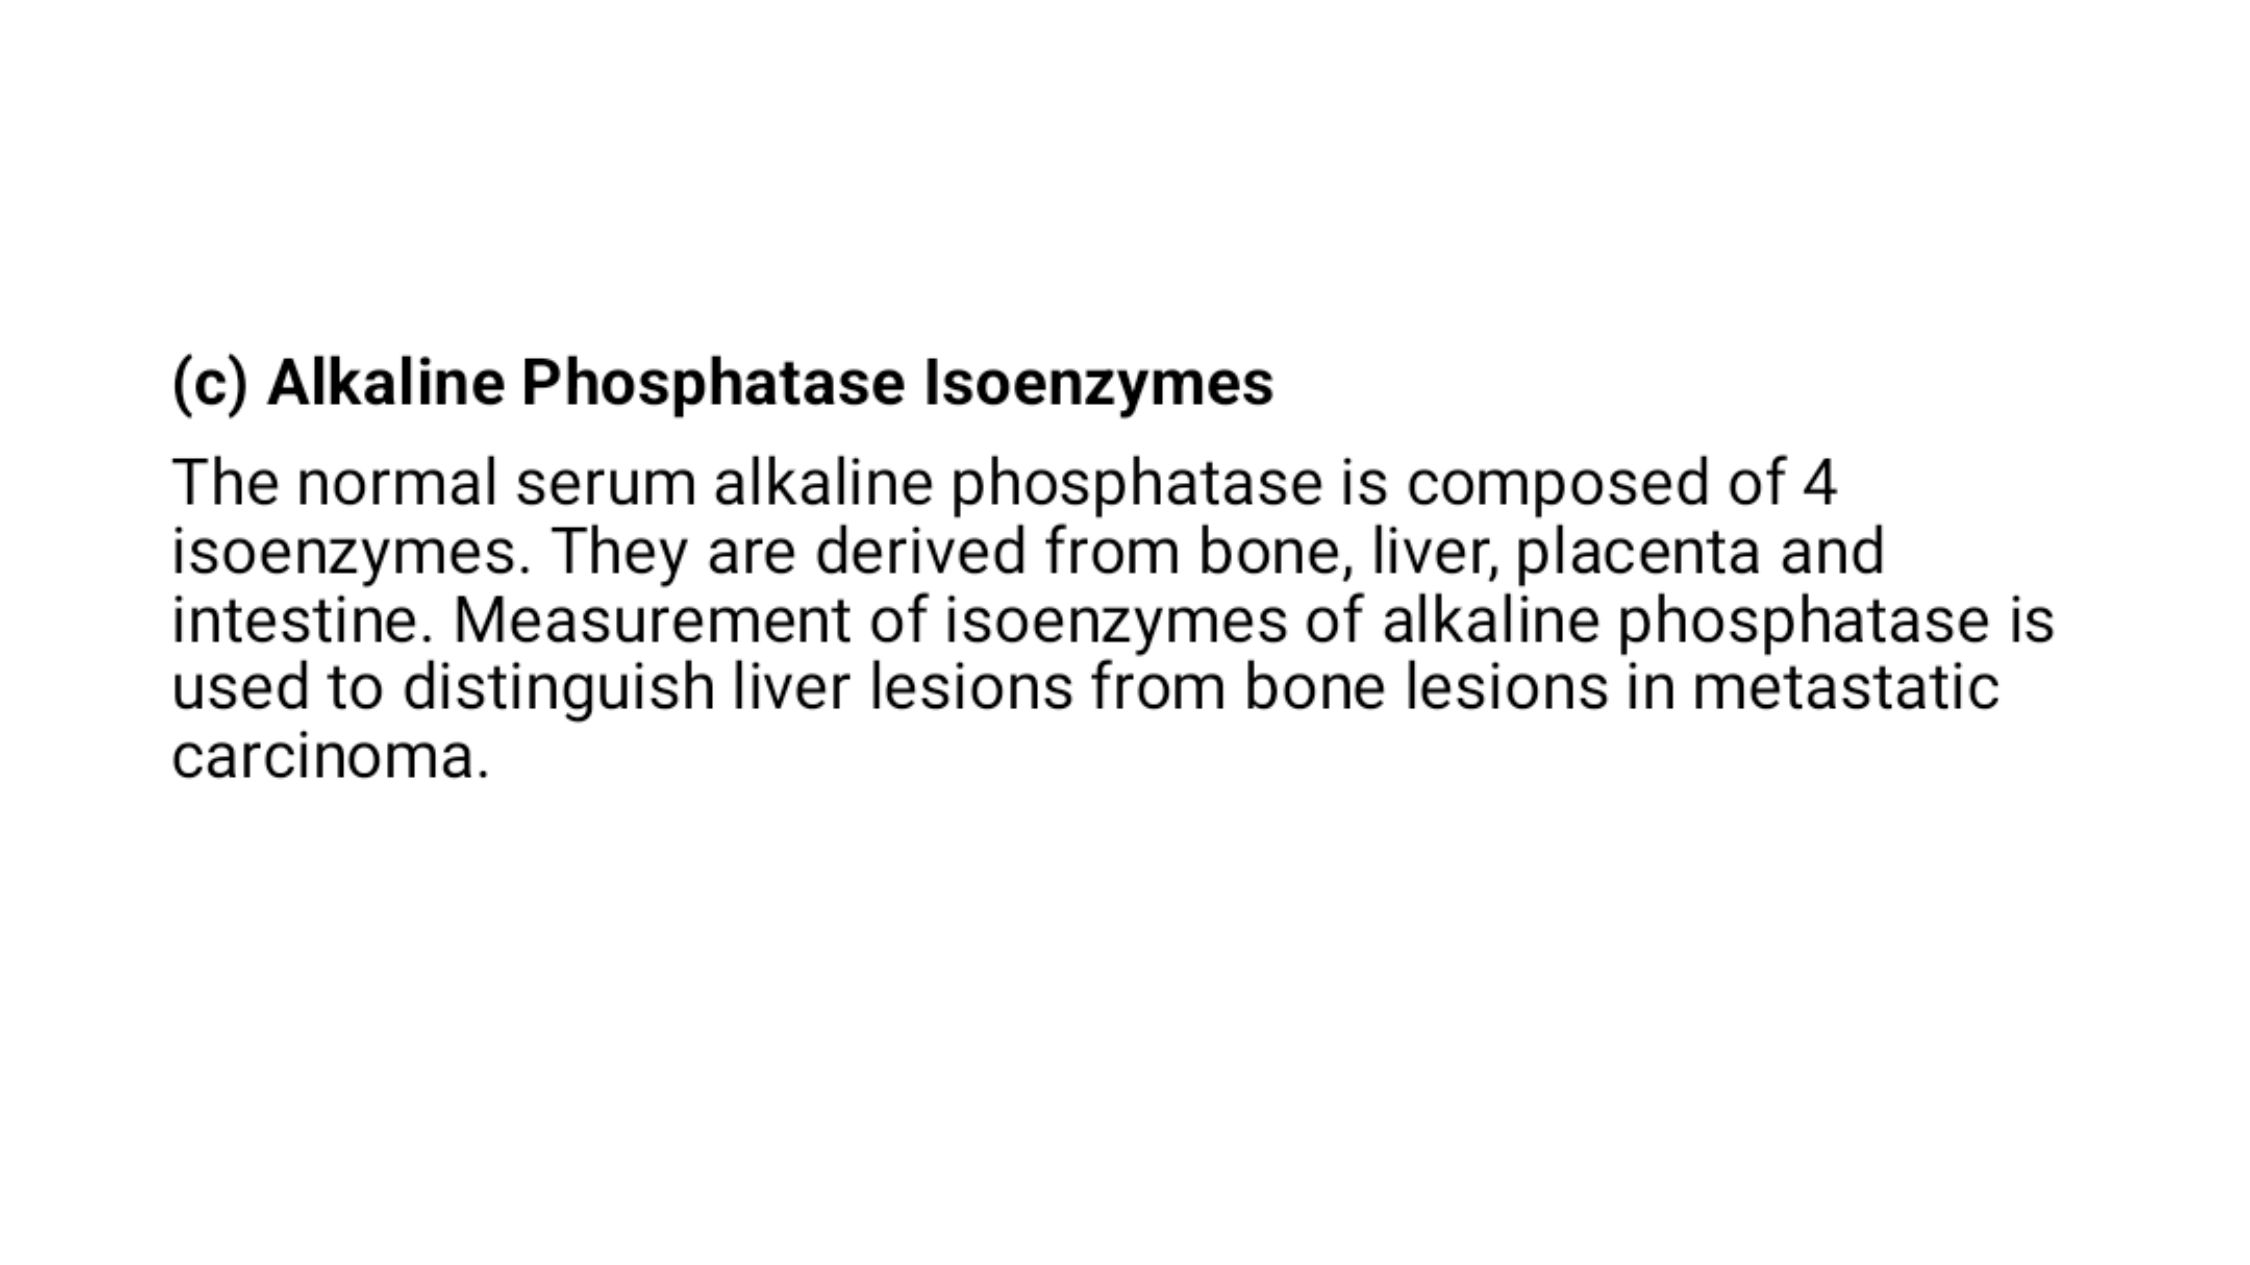 (c) Alkaline Phosphatase Isoenzymes
The normal serum alkaline phosphatase is composed of 4
isoenzymes. They are derived from bone, liver, placenta and
intestine. Measurement of isoenzymes of alkaline phosphatase is
used to distinguish liver lesions from bone lesions in metastatic
carcinoma.